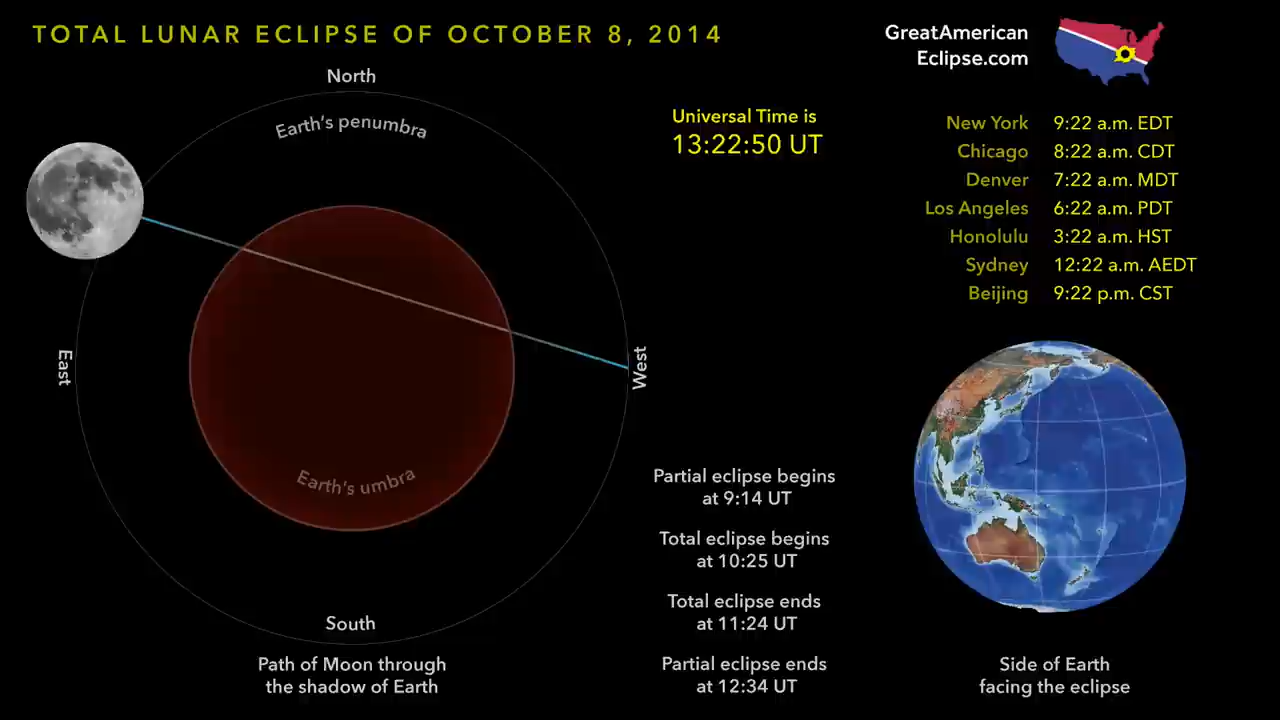 TOTAL LUNAR ECLIPSE OF OCTOBER 8, 2014
GreatAmerican
Eclipse.com
North
Earth's penumbra
East
West
Earth's umbra
South
Path of Moon through
the shadow of Earth
Universal Time is
13:22:50 UT
Partial eclipse begins
at 9:14 UT
Total eclipse begins
at 10:25 UT
Total eclipse ends
at 11:24 UT
Partial eclipse ends
at 12:34 UT
New York 9:22 a.m. EDT
Chicago 8:22 a.m. CDT
Denver 7:22 a.m. MDT
Los Angeles 6:22 a.m. PDT
Honolulu 3:22 a.m. HST
Sydney 12:22 a.m. AEDT
Beijing 9:22 p.m. CST
Side of Earth
facing the eclipse